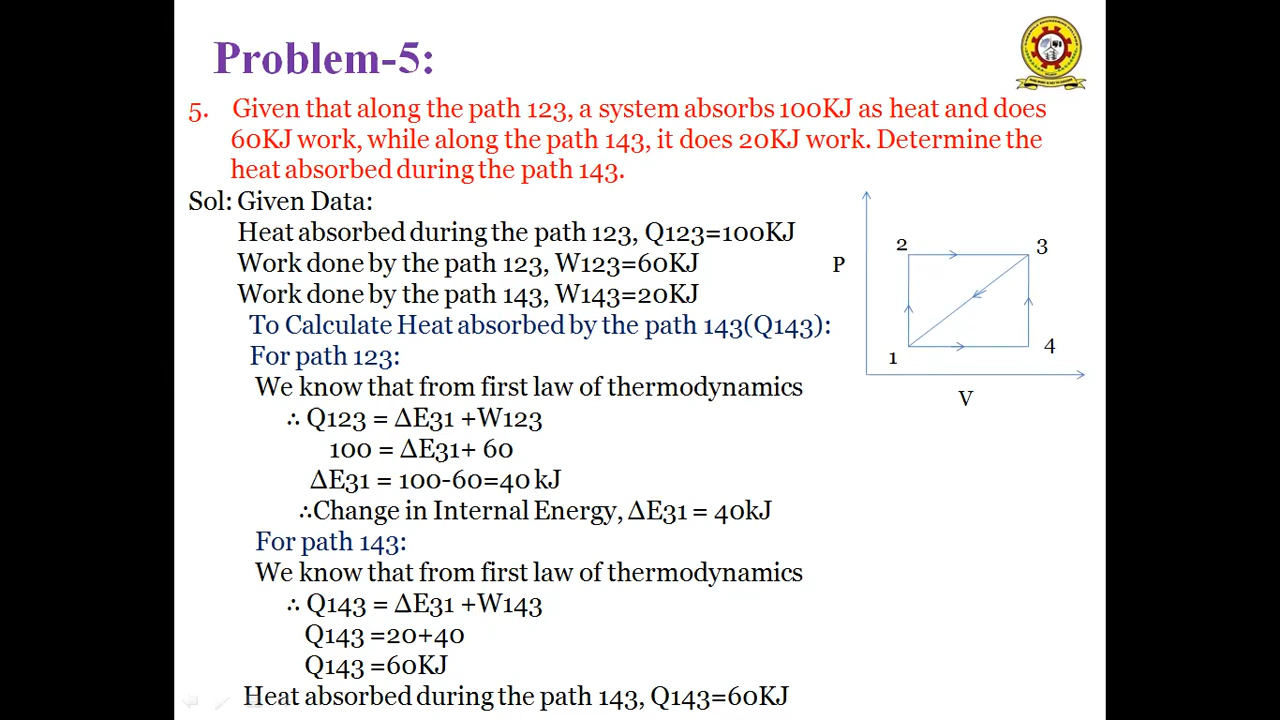 Problem-5:
5. Given that along the path 123, a system absorbs 100KJ as heat and does
60KJ work, while along the path 143, it does 20KJ work. Determine the
heat absorbed during the path 143.
Sol: Given Data:
Heat absorbed during the path 123, Q123=100KJ
Work done by the path 123, W123=60KJ
Work done by the path 143, W143=20KJ
To Calculate Heat absorbed by the path 143(Q143):
For path 123:
We know that from first law of thermodynamics
∴ Q123 = ΔE31 +W123
100 = ΔE31+ 60
ΔE31 = 100-60=40 kJ
∴Change in Internal Energy, ΔE31 = 40kJ
For path 143:
We know that from first law of thermodynamics
∴ Q143 = ΔE31 +W143
Q143 =20+40
Q143 =60KJ
Heat absorbed during the path 143, Q143=60KJ
2
3
P
1
4
V